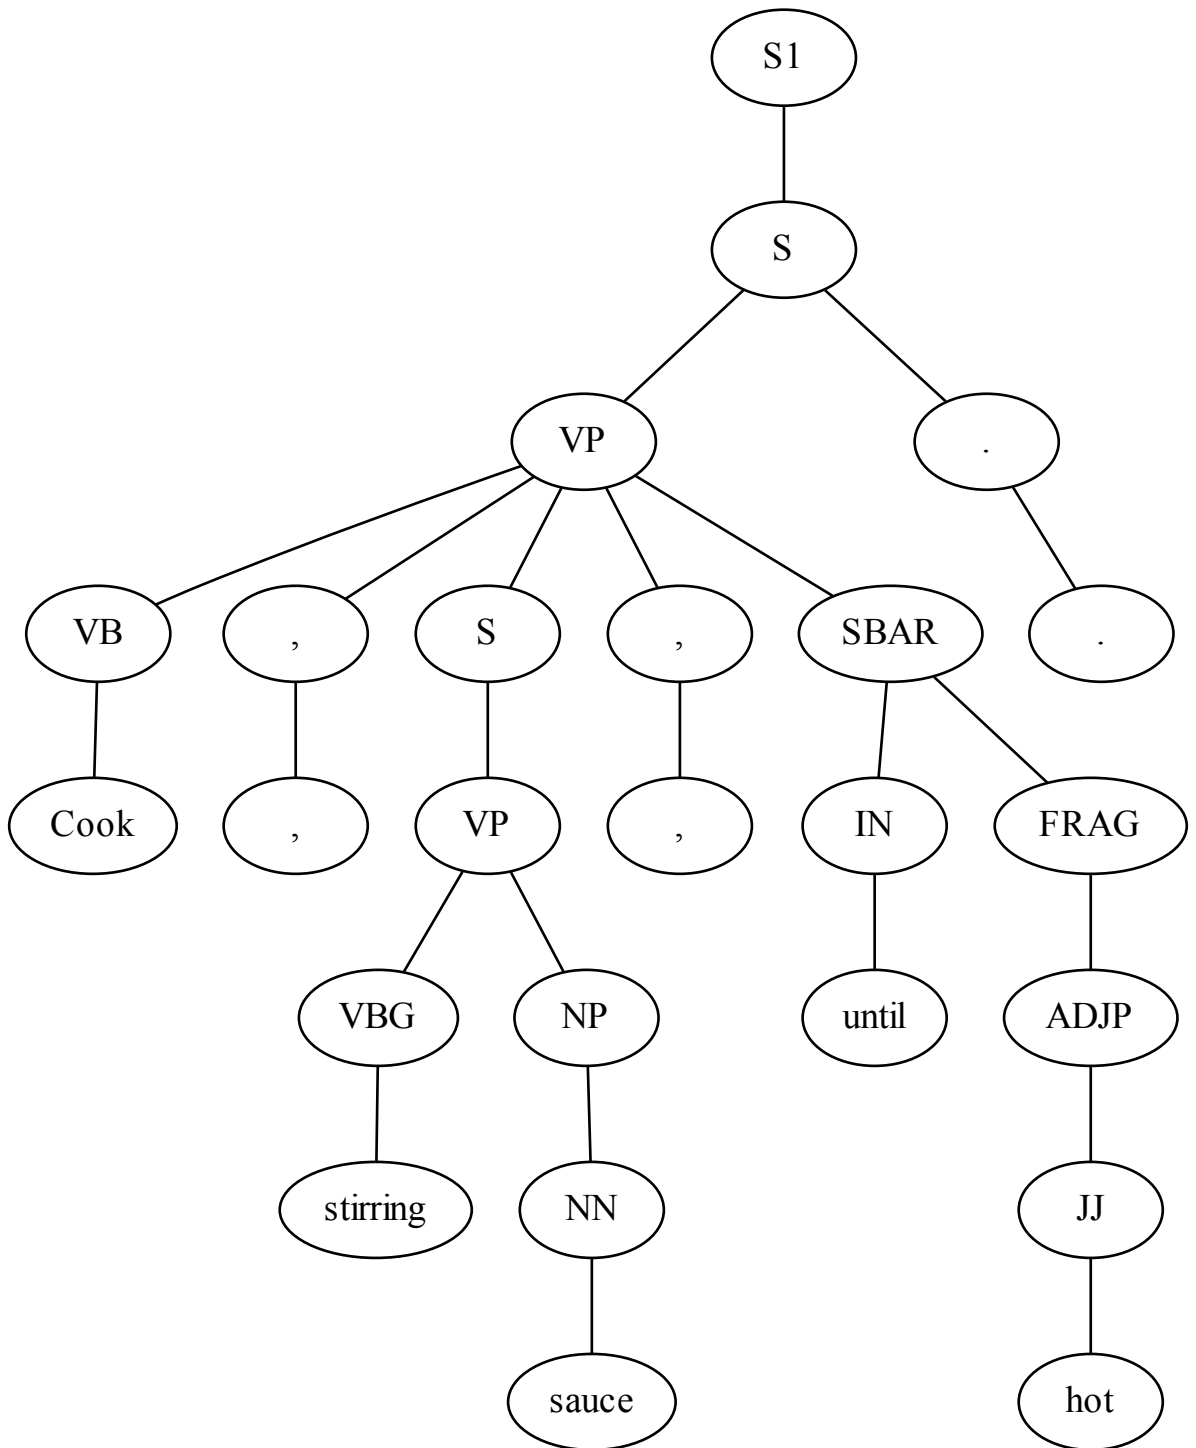 S1
S
VP .
VB , S , SBAR .
Cook , VP , IN FRAG
VBG NP until ADJP
stirring NN JJ
sauce hot